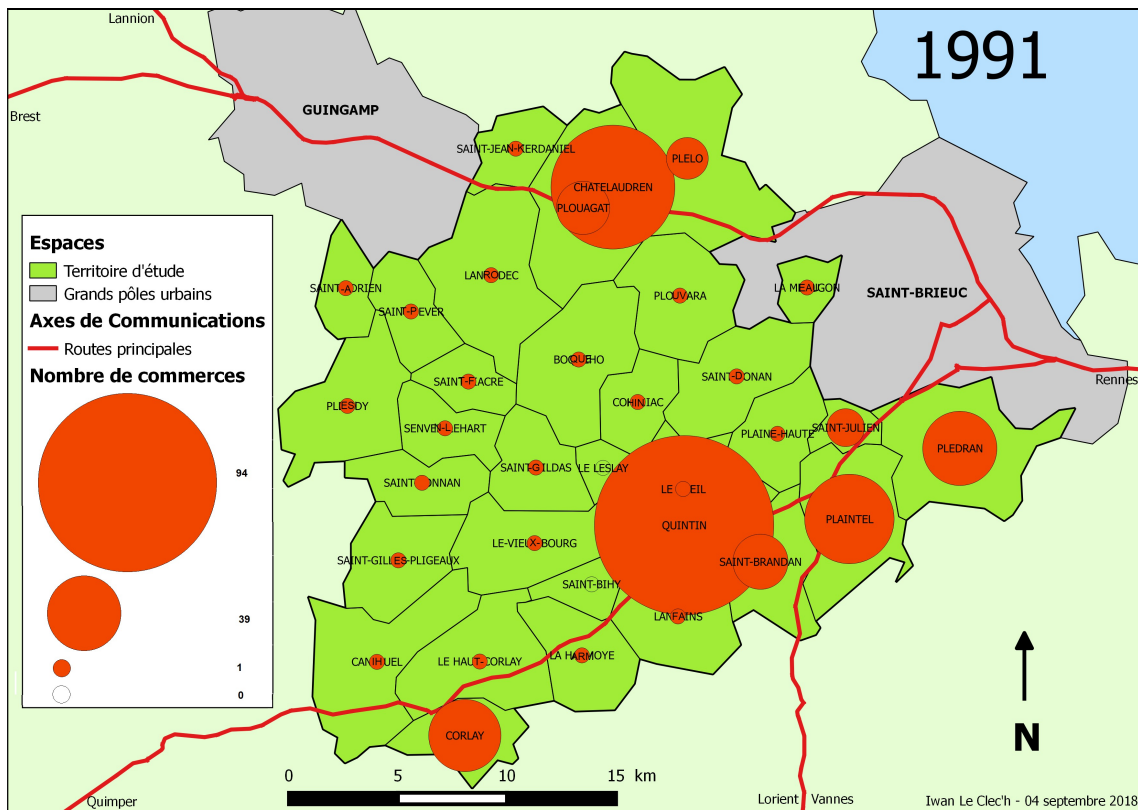 Lannion
1991
GUINGAMP
Brest
SAINT-JEAN-KERDANIEL
PLELO
CHATELAUDREN
PLOUAGAT
Espaces
Territoire d'étude
Grands pôles urbains
Axes de Communications
Routes principales
Nombre de commerces
94
39
1
0
LANRODEC
SAINT-ADRIEN
PLOUVARA
LA MEAUGON
SAINT-BRIEUC
SAINT-PEVER
BOQUEHO
Rennes
SAINT-FIACRE
SAINT-DONAN
PLESIDY
COHINIAC
SENVEN-LEHART
PLAINE-HAUTE
SAINT-JULIEN
PLEDRAN
SAINT-GILDAS
LE LESLAY
SAINT-CONNAN
LE FOEIL
QUINTIN
PLAINTEL
LE-VIEUX-BOURG
SAINT-GILLES-PLIGEAUX
SAINT-BRANDAN
SAINT-BIHY
LANFAINS
CANIHUEL
LE HAUT-CORLAY
LA HARMOYE
CORLAY
N
0
5
10
15
km
Quimper
Lorient
Vannes
Iwan Le Clec'h - 04 septembre 2018